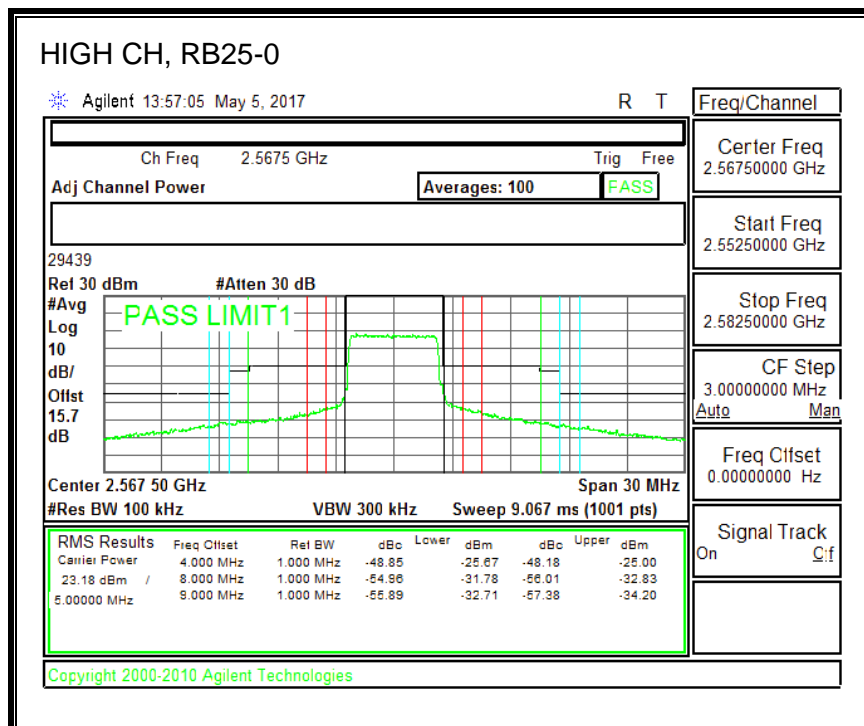 HIGH CH, RB25-0
Agilent 13:57:05 May 5, 2017 R T
Ch Freq 2.5675 GHz Trig Free
Adj Channel Power Averages: 100 PASS
29439
Ref 30 dBm #Atten 30 dB
#Avg
Log
10
dB/
Offst
15.7
dB
PASS LIMIT1
Center 2.567 50 GHz Span 30 MHz
#Res BW 100 kHz VBW 300 kHz Sweep 9.067 ms (1001 pts)
RMS Results Freq Offset Ref BW dBc Lower dBm dBc Upper dBm
Carrier Power 4.000 MHz 1.000 MHz -48.85 -25.67 -48.18 -25.00
23.18 dBm / 8.000 MHz 1.000 MHz -54.96 -31.78 -56.01 -32.83
5.00000 MHz 9.000 MHz 1.000 MHz -55.89 -32.71 -57.38 -34.20
Copyright 2000-2010 Agilent Technologies
Freq/Channel
Center Freq
2.56750000 GHz
Start Freq
2.55250000 GHz
Stop Freq
2.58250000 GHz
CF Step
3.00000000 MHz
Auto Man
Freq Offset
0.00000000 Hz
Signal Track
On Off